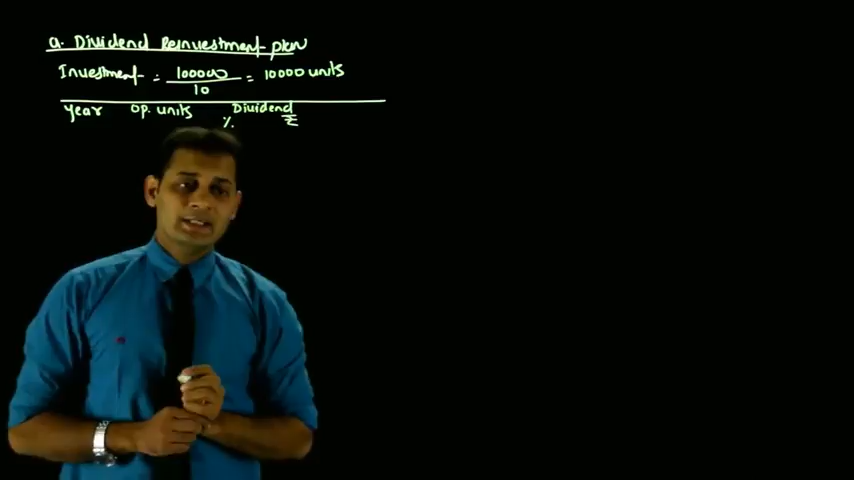 a. Dividend Reinvestment plan
Investment = 100000 / 10 = 10000 units
year op. units Dividend
% ₹